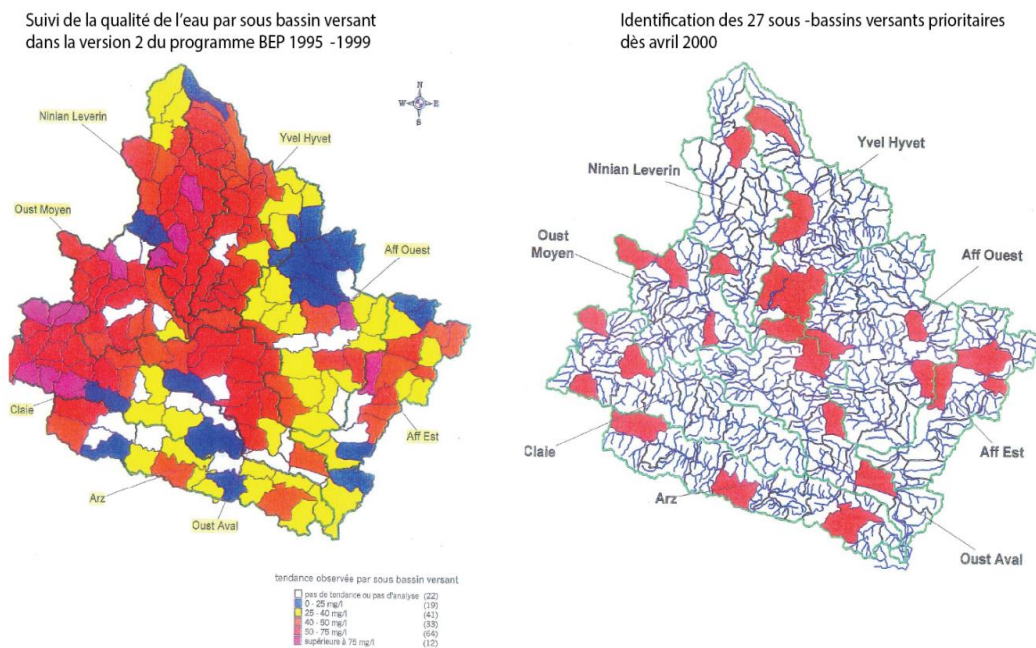 Suivi de la qualité de l'eau par sous bassin versant
dans la version 2 du programme BEP 1995 -1999
N
W E
S
Ninian Leverin
Yvel Hyvet
Oust Moyen
Aff Ouest
Claie
Aff Est
Arz
Oust Aval
tendance observée par sous bassin versant
pas de tendance ou pas d'analyse (22)
0 - 25 mg/l (19)
25 - 40 mg/l (41)
40 - 50 mg/l (33)
50 - 75 mg/l (64)
supérieure à 75 mg/l (12)
Identification des 27 sous -bassins versants prioritaires
dès avril 2000
Yvel Hyvet
Ninian Leverin
Oust
Moyen
Aff Ouest
Claie
Aff Est
Arz
Oust Aval